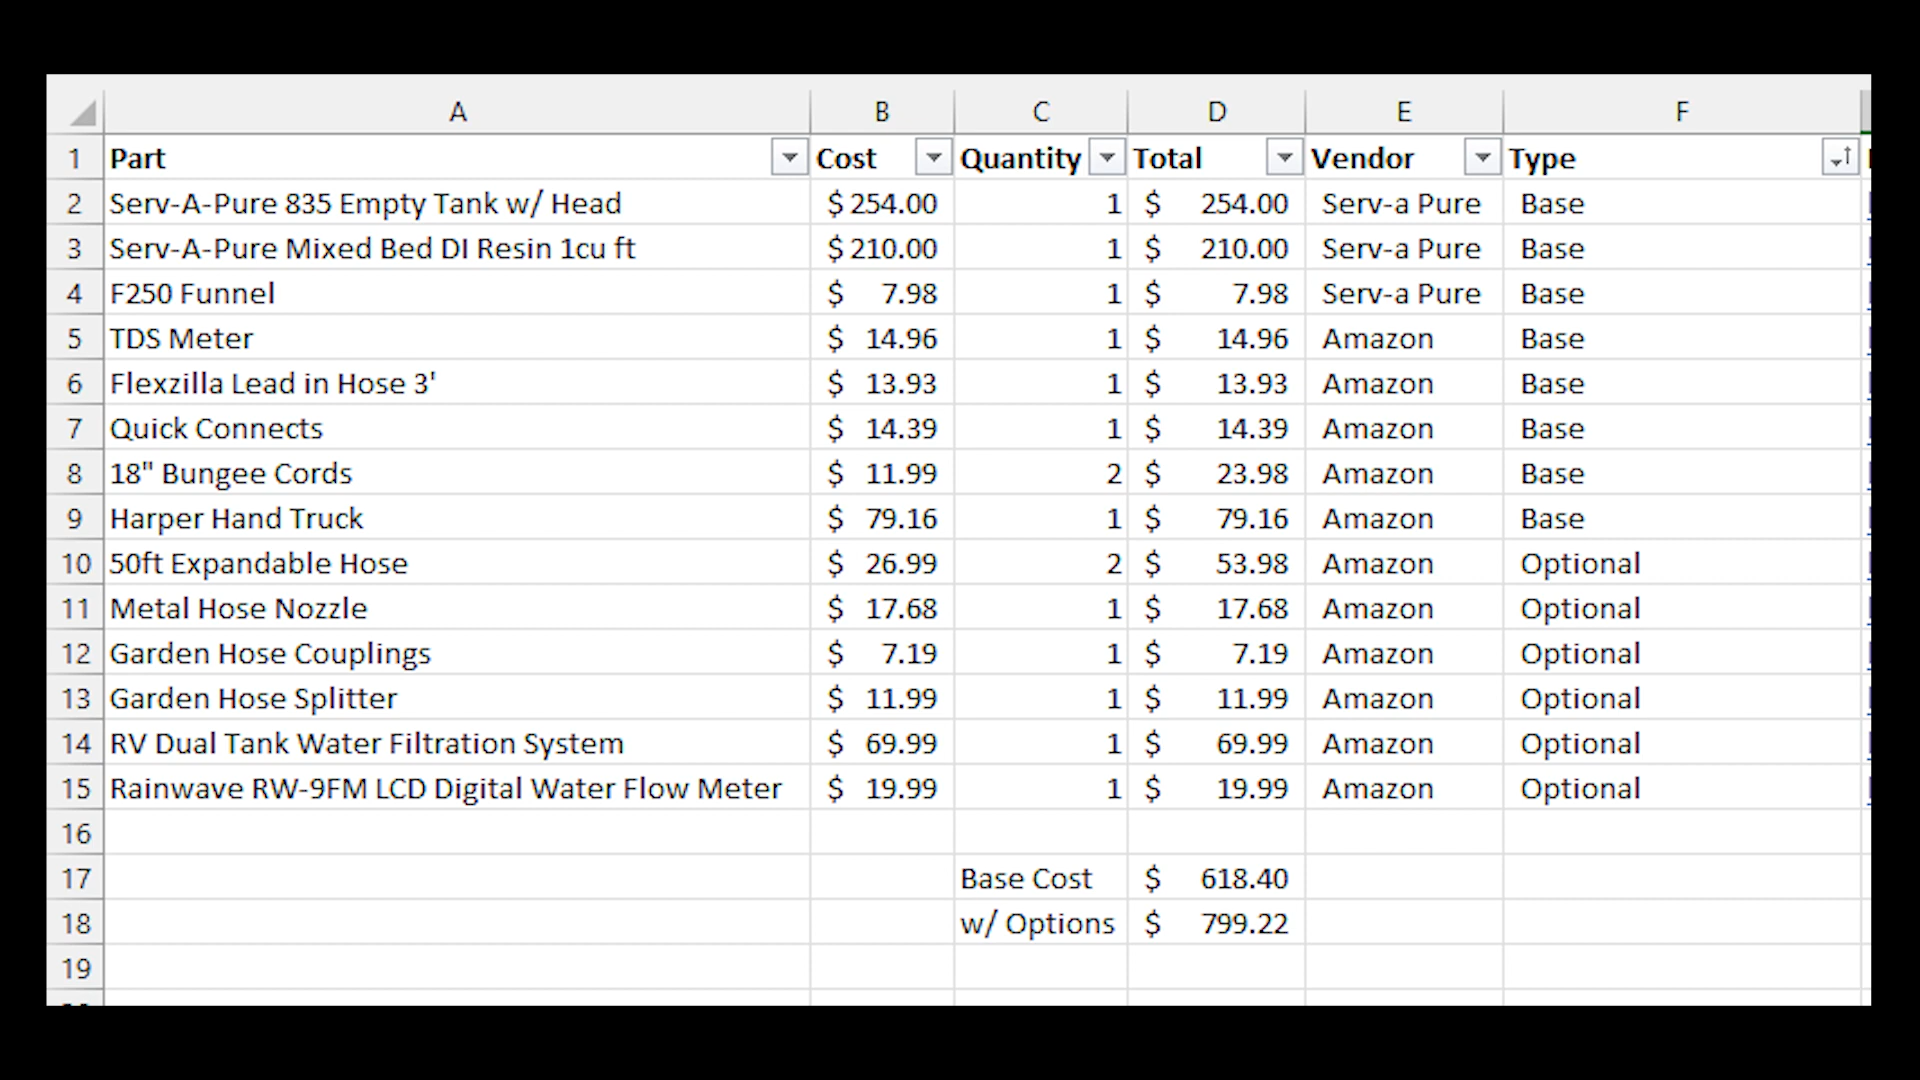 A B C D E F
1 Part Cost Quantity Total Vendor Type
2 Serv-A-Pure 835 Empty Tank w/ Head $ 254.00 1 $ 254.00 Serv-a Pure Base
3 Serv-A-Pure Mixed Bed DI Resin 1cu ft $ 210.00 1 $ 210.00 Serv-a Pure Base
4 F250 Funnel $ 7.98 1 $ 7.98 Serv-a Pure Base
5 TDS Meter $ 14.96 1 $ 14.96 Amazon Base
6 Flexzilla Lead in Hose 3' $ 13.93 1 $ 13.93 Amazon Base
7 Quick Connects $ 14.39 1 $ 14.39 Amazon Base
8 18" Bungee Cords $ 11.99 2 $ 23.98 Amazon Base
9 Harper Hand Truck $ 79.16 1 $ 79.16 Amazon Base
10 50ft Expandable Hose $ 26.99 2 $ 53.98 Amazon Optional
11 Metal Hose Nozzle $ 17.68 1 $ 17.68 Amazon Optional
12 Garden Hose Couplings $ 7.19 1 $ 7.19 Amazon Optional
13 Garden Hose Splitter $ 11.99 1 $ 11.99 Amazon Optional
14 RV Dual Tank Water Filtration System $ 69.99 1 $ 69.99 Amazon Optional
15 Rainwave RW-9FM LCD Digital Water Flow Meter $ 19.99 1 $ 19.99 Amazon Optional
16
17 Base Cost $ 618.40
18 w/ Options $ 799.22
19